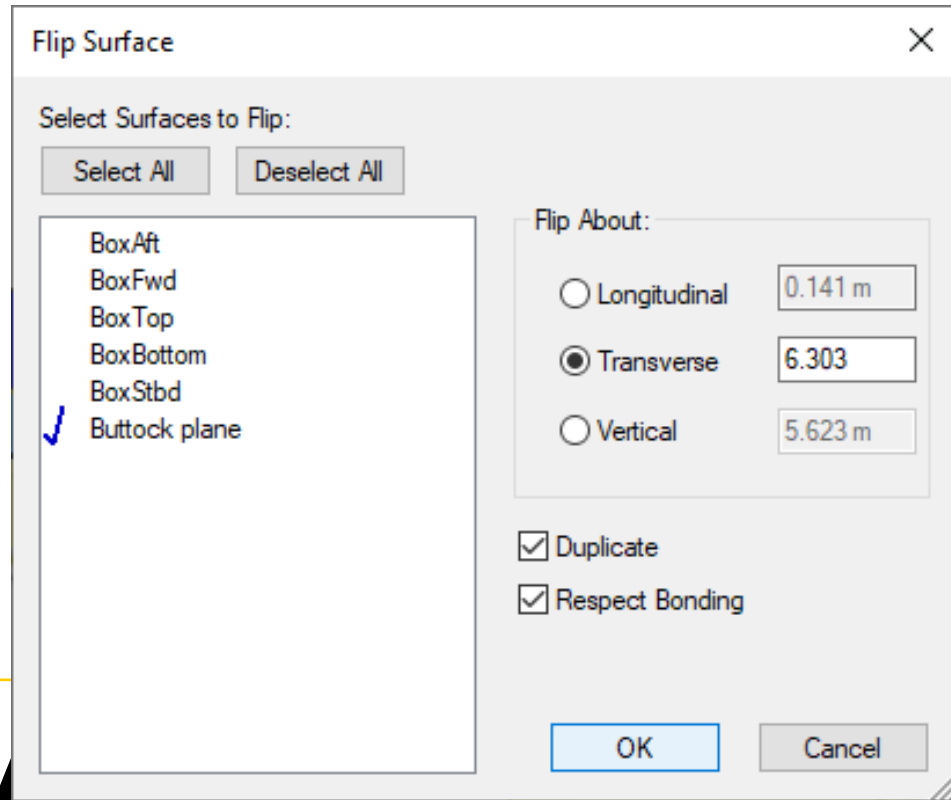 Flip Surface
Select Surfaces to Flip:
Select All
Deselect All
BoxAft
BoxFwd
BoxTop
BoxBottom
BoxStbd
Buttock plane
Flip About:
Longitudinal
0.141 m
Transverse
6.303
Vertical
5.623 m
Duplicate
Respect Bonding
OK
Cancel